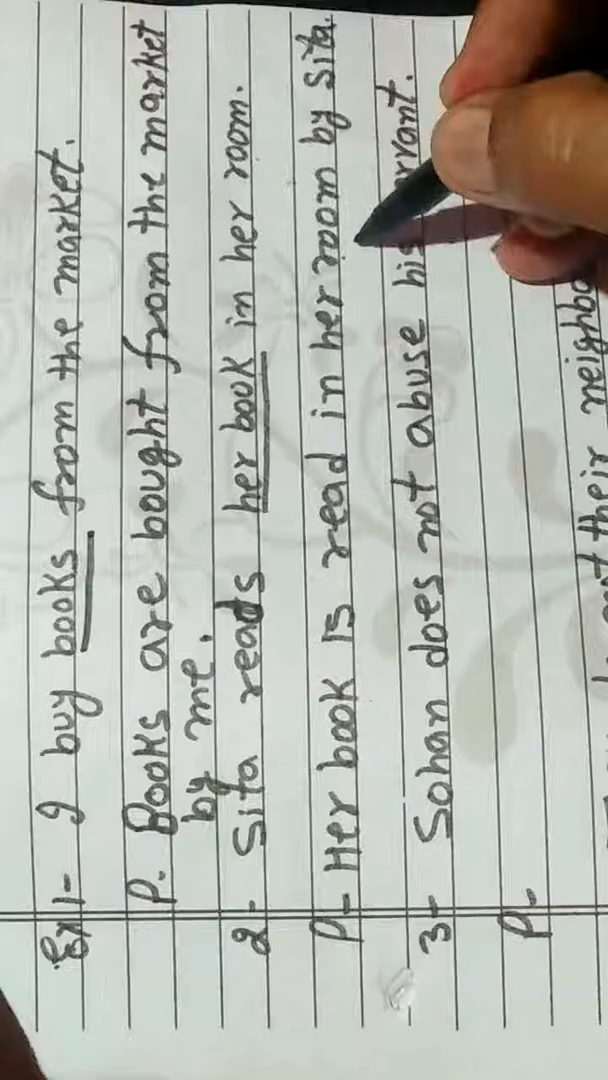 Ex 1- I buy books from the market.
P. Books are bought from the market
by me.
2- Sita reads her book in her room.
P- Her book is read in her room by Sita.
3- Sohan does not abuse his
P-
their